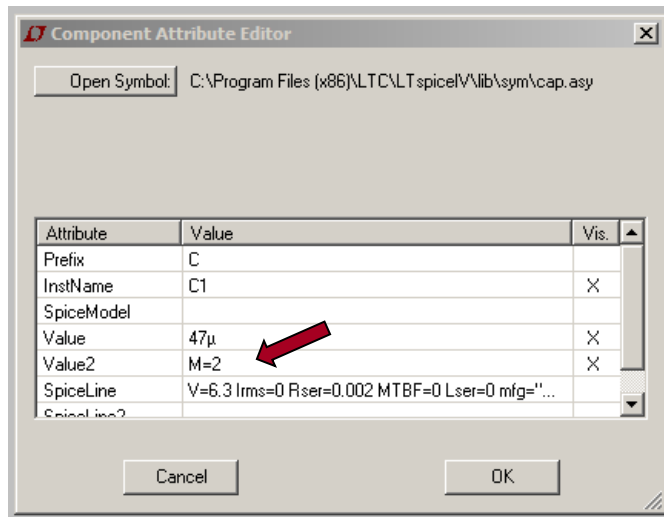 Component Attribute Editor
Open Symbol: C:\Program Files (x86)\LTC\LTspiceIV\lib\sym\cap.asy
Attribute Value Vis.
Prefix C
InstName C1 X
SpiceModel
Value 47µ X
Value2 M=2 X
SpiceLine V=6.3 Irms=0 Rser=0.002 MTBF=0 Lser=0 mfg="...
SpiceLine2
Cancel OK